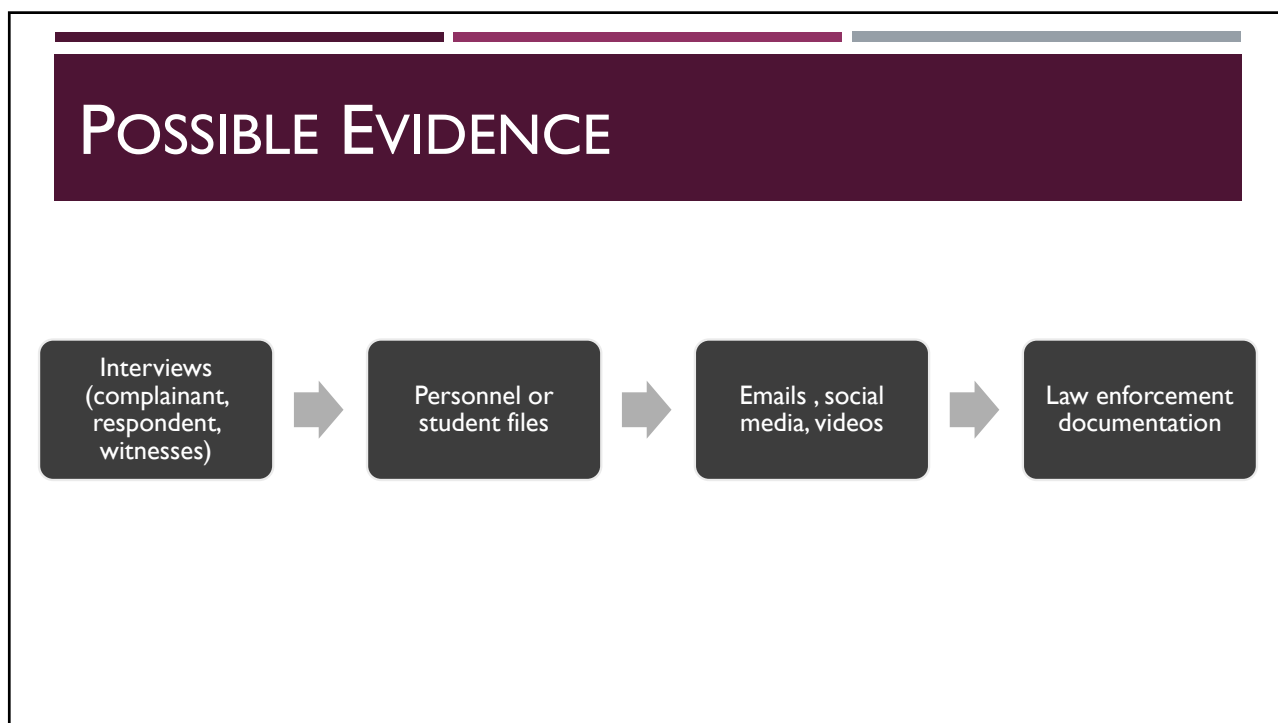 POSSIBLE EVIDENCE
Interviews
(complainant,
respondent,
witnesses)
Personnel or
student files
Emails , social
media, videos
Law enforcement
documentation